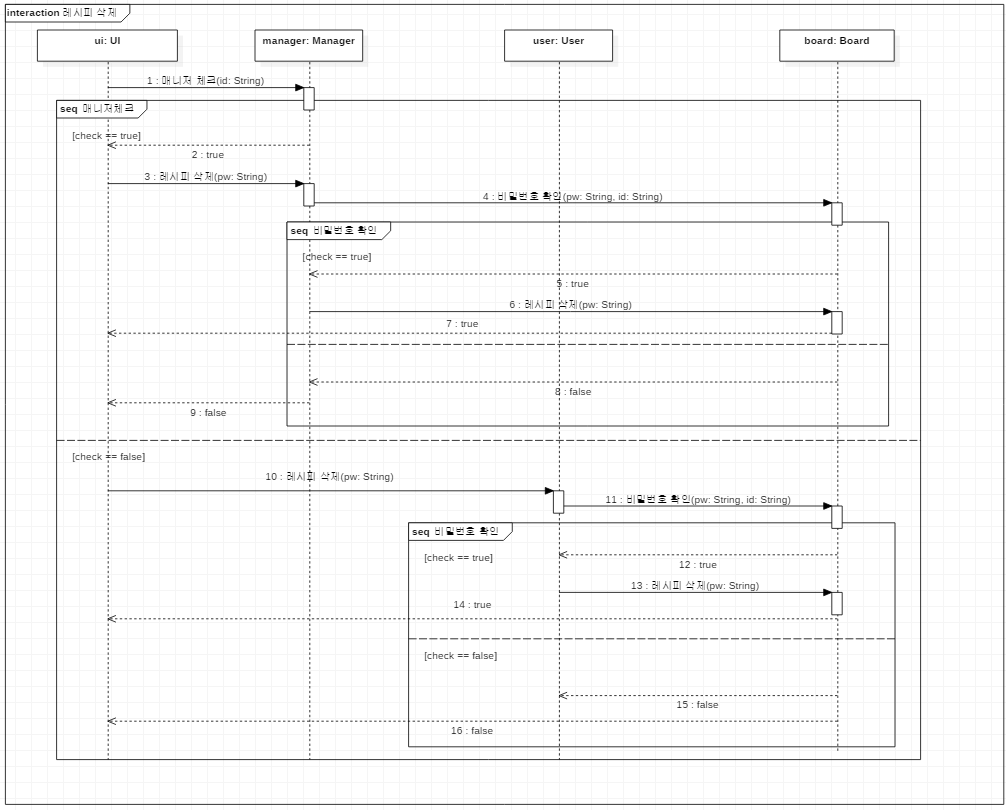 interaction 레시피 삭제
ui: UI
manager: Manager
user: User
board: Board
1 : 매니저 체크(id: String)
seq 매니저체크
[check == true]
2 : true
3 : 레시피 삭제(pw: String)
4 : 비밀번호 확인(pw: String, id: String)
seq 비밀번호 확인
[check == true]
5 : true
6 : 레시피 삭제(pw: String)
7 : true
8 : false
9 : false
[check == false]
10 : 레시피 삭제(pw: String)
11 : 비밀번호 확인(pw: String, id: String)
seq 비밀번호 확인
[check == true]
12 : true
13 : 레시피 삭제(pw: String)
14 : true
[check == false]
15 : false
16 : false